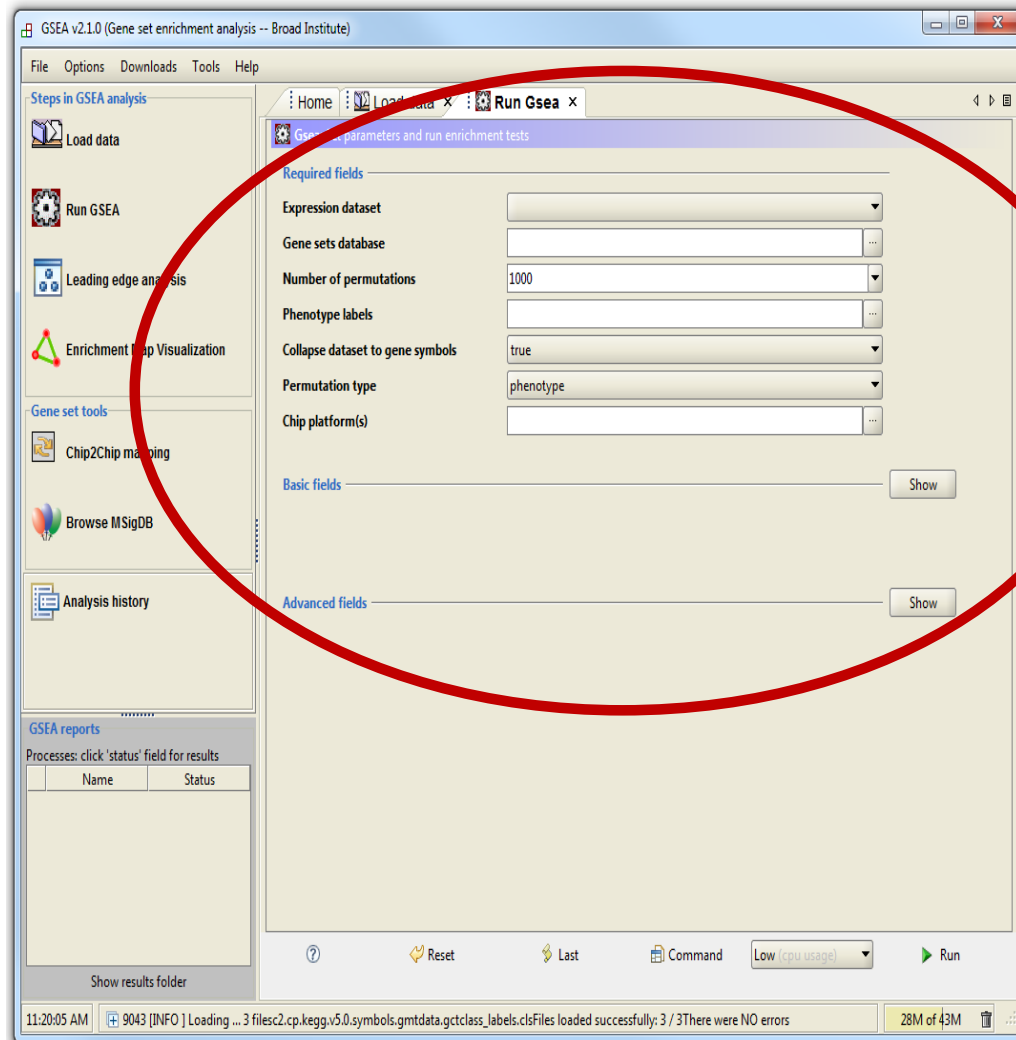 GSEA v2.1.0 (Gene set enrichment analysis -- Broad Institute)
File Options Downloads Tools Help
Steps in GSEA analysis
Load data
Run GSEA
Leading edge analysis
Enrichment Map Visualization
Gene set tools
Chip2Chip mapping
Browse MSigDB
Analysis history
GSEA reports
Processes: click 'status' field for results
Name Status
Show results folder
Home Load data x Run Gsea x
Gsea: Set parameters and run enrichment tests
Required fields
Expression dataset
Gene sets database ...
Number of permutations 1000
Phenotype labels ...
Collapse dataset to gene symbols true
Permutation type phenotype
Chip platform(s) ...
Basic fields Show
Advanced fields Show
? Reset Last Command Low (cpu usage) Run
11:20:05 AM 9043 [INFO ] Loading ... 3 filesc2.cp.kegg.v5.0.symbols.gmtdata.gctclass_labels.clsFiles loaded successfully: 3 / 3There were NO errors 28M of 43M